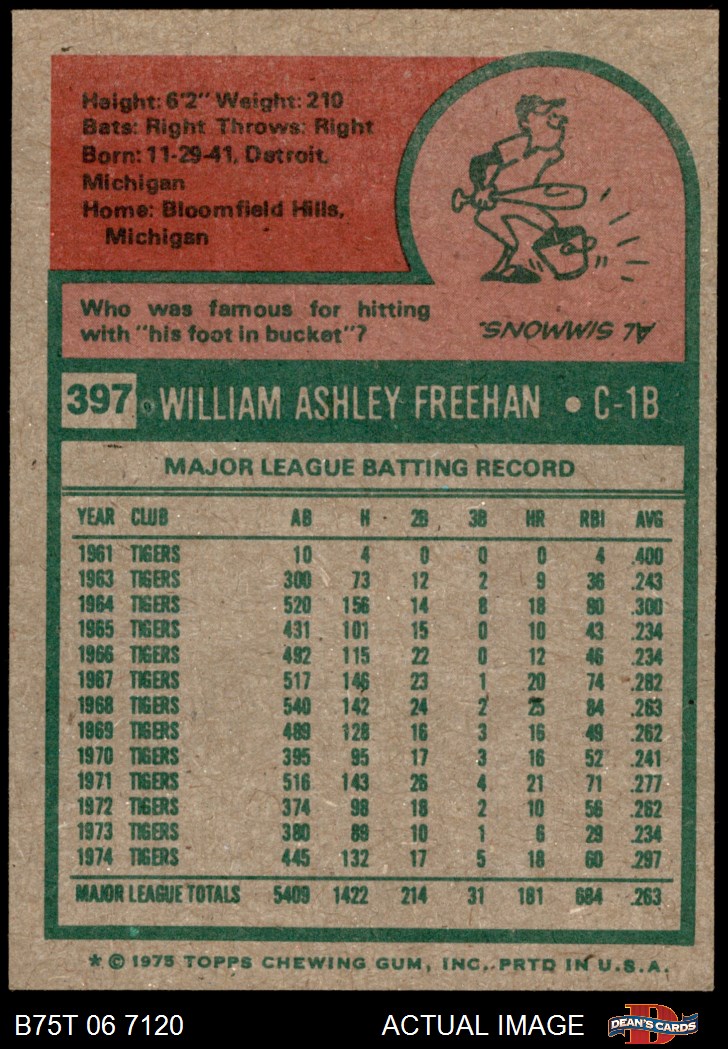 Height: 6'2" Weight: 210
Bats: Right Throws: Right
Born: 11-29-41, Detroit,
Michigan
Home: Bloomfield Hills,
Michigan
Who was famous for hitting
with "his foot in bucket"?
AL SIMMONS.
397 WILLIAM ASHLEY FREEHAN • C-1B
MAJOR LEAGUE BATTING RECORD
YEAR CLUB AB H 2B 3B HR RBI AVG
1961 TIGERS 10 4 0 0 0 4 .400
1963 TIGERS 300 73 12 2 9 36 .243
1964 TIGERS 520 156 14 8 18 80 .300
1965 TIGERS 431 101 15 0 10 43 .234
1966 TIGERS 492 115 22 0 12 46 .234
1967 TIGERS 517 146 23 1 20 74 .282
1968 TIGERS 540 142 24 2 25 84 .263
1969 TIGERS 489 128 16 3 16 49 .262
1970 TIGERS 395 95 17 3 16 52 .241
1971 TIGERS 516 143 26 4 21 71 .277
1972 TIGERS 374 98 18 2 10 56 .262
1973 TIGERS 380 89 10 1 6 29 .234
1974 TIGERS 445 132 17 5 18 60 .297
MAJOR LEAGUE TOTALS 5409 1422 214 31 181 684 .263
* © 1975 TOPPS CHEWING GUM, INC. PRTD IN U.S.A.
B75T 06 7120 ACTUAL IMAGE DEAN'S CARDS